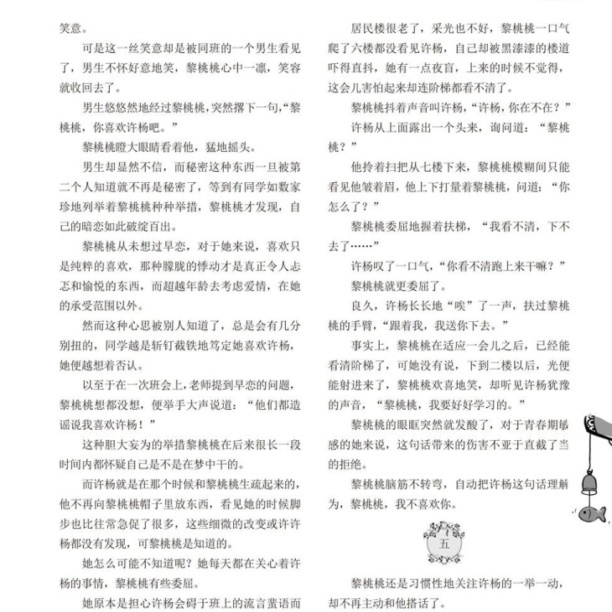 笑意。
可是这一丝笑意却是被同班的一个男生看见
了，男生不怀好意地笑，黎桃桃心中一凛，笑容
就收回去了。
男生悠悠然地经过黎桃桃，突然撂下一句，“黎
桃桃，你喜欢许杨吧。”
黎桃桃瞪大眼睛看着他，猛地摇头。
男生却显然不信，而秘密这种东西一旦被第
二个人知道就不再是秘密了，等到有同学如数家
珍地列举着黎桃桃种种举措，黎桃桃才发现，自
己的暗恋如此破绽百出。
黎桃桃从未想过早恋，对于她来说，喜欢只
是纯粹的喜欢，那种朦胧的悸动才是真正令人忐
忑和愉悦的东西，而超越年龄去考虑爱情，在她
的承受范围以外。
然而这种心思被别人知道了，总是会有几分
别扭的，同学越是斩钉截铁地笃定她喜欢许杨，
她便越想着否认。
以至于在一次班会上，老师提到早恋的问题，
黎桃桃想都没想，便举手大声说道：“他们都造
谣说我喜欢许杨！”
这种胆大妄为的举措黎桃桃在后来很长一段
时间内都怀疑自己是不是在梦中干的。
而许杨就是在那个时候和黎桃桃生疏起来的，
他不再向黎桃桃帽子里放东西，看见她的时候脚
步也比往常急促了很多，这些细微的改变或许许
杨都没有发现，可黎桃桃是知道的。
她怎么可能不知道呢？她每天都在关心着许
杨的事情，黎桃桃有些委屈。
她原本是担心许杨会碍于班上的流言蜚语而
居民楼很老了，采光也不好，黎桃桃一口气
爬了六楼都没看见许杨，自己却被黑漆漆的楼道
吓得直抖，她有一点夜盲，上来的时候不觉得，
这会儿害怕起来却连阶梯都看不清了。
黎桃桃抖着声音叫许杨，“许杨，你在不在？”
许杨从上面露出一个头来，询问道：“黎桃
桃？”
他拎着扫把从七楼下来，黎桃桃模糊间只能
看见他皱着眉，他上下打量着黎桃桃，问道：“你
怎么了？”
黎桃桃委屈地握着扶梯，“我看不清，下不
去了……”
许杨叹了一口气，“你看不清跑上来干嘛？”
黎桃桃就更委屈了。
良久，许杨长长地“唉”了一声，扶过黎桃
桃的手臂，“跟着我，我送你下去。”
事实上，黎桃桃在适应一会儿之后，已经能
看清阶梯了，可她没有说，下到二楼以后，光便
能射进来了，黎桃桃欢喜地笑，却听见许杨犹豫
的声音，“黎桃桃，我要好好学习的。”
黎桃桃的眼眶突然就发酸了，对于青春期够
感的她来说，这句话带来的伤害不亚于直截了当
的拒绝。
黎桃桃脑筋不转弯，自动把许杨这句话理解
为，黎桃桃，我不喜欢你。
五
黎桃桃还是习惯性地关注许杨的一举一动，
却不再主动和他搭话了。